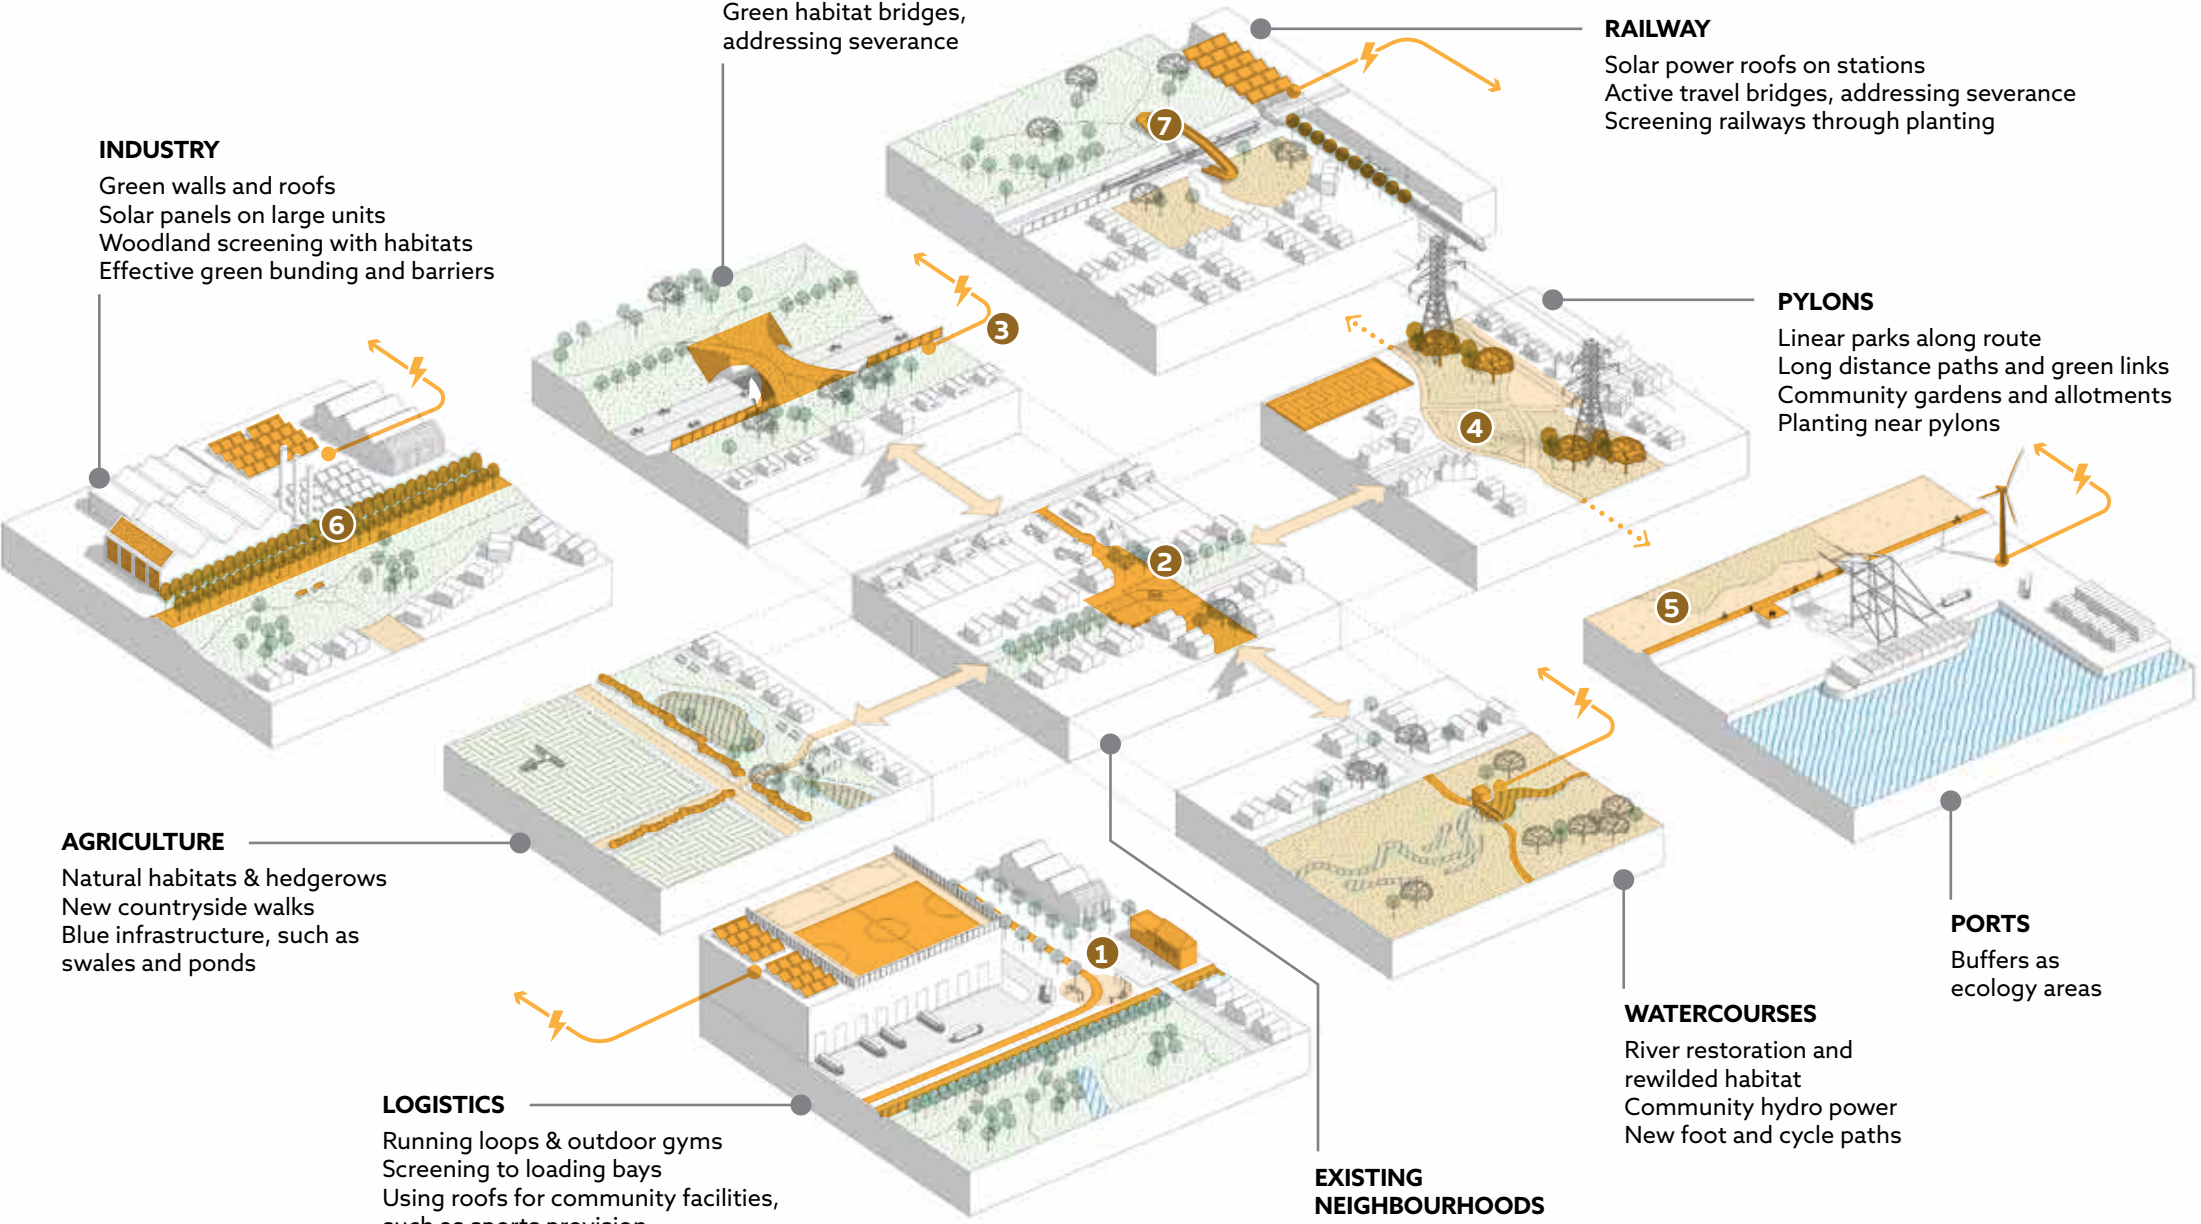 Green habitat bridges,
addressing severance
RAILWAY
Solar power roofs on stations
Active travel bridges, addressing severance
Screening railways through planting
7
INDUSTRY
Green walls and roofs
Solar panels on large units
Woodland screening with habitats
Effective green bunding and barriers
3
PYLONS
Linear parks along route
Long distance paths and green links
Community gardens and allotments
Planting near pylons
4
6
2
5
AGRICULTURE
Natural habitats & hedgerows
New countryside walks
Blue infrastructure, such as
swales and ponds
1
PORTS
Buffers as
ecology areas
WATERCOURSES
River restoration and
rewilded habitat
Community hydro power
New foot and cycle paths
LOGISTICS
Running loops & outdoor gyms
Screening to loading bays
Using roofs for community facilities,
such as sports provision
EXISTING
NEIGHBOURHOODS